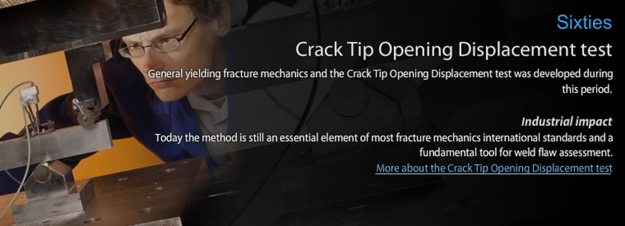 Sixties
Crack Tip Opening Displacement test
General yielding fracture mechanics and the Crack Tip Opening Displacement test was developed during
this period.
Industrial impact
Today the method is still an essential element of most fracture mechanics international standards and a
fundamental tool for weld flaw assessment.
More about the Crack Tip Opening Displacement test